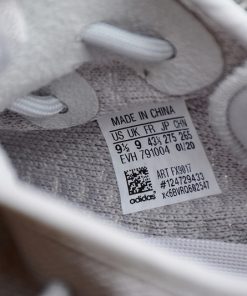 MADE IN CHINA
US UK FR JP CHN
9½ 9 43⅓ 275 265
EVH 791004 01/20
ART FX9017
#124729433
adidas